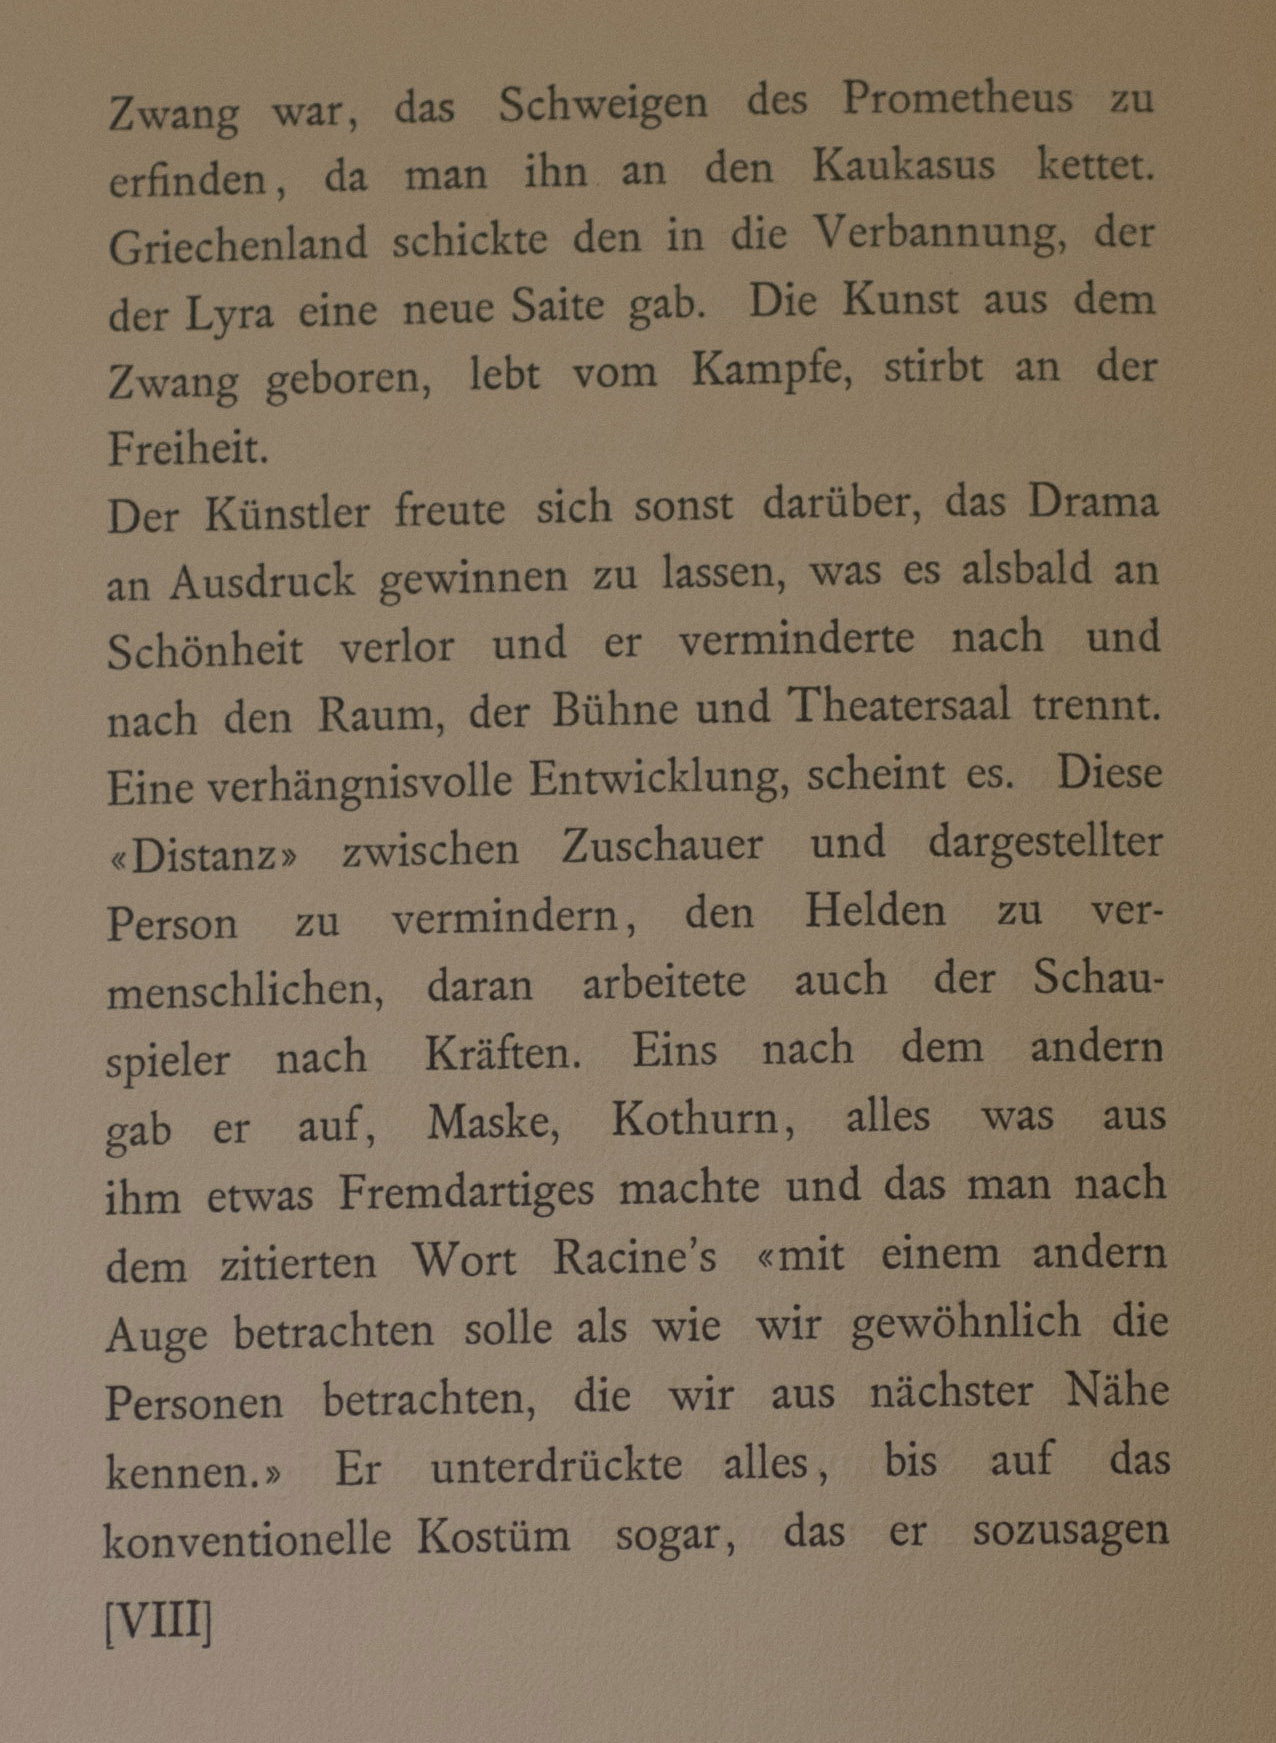 Zwang war, das Schweigen des Prometheus zu
erfinden, da man ihn an den Kaukasus kettet.
Griechenland schickte den in die Verbannung, der
der Lyra eine neue Saite gab. Die Kunst aus dem
Zwang geboren, lebt vom Kampfe, stirbt an der
Freiheit.
Der Künstler freute sich sonst darüber, das Drama
an Ausdruck gewinnen zu lassen, was es alsbald an
Schönheit verlor und er verminderte nach und
nach den Raum, der Bühne und Theatersaal trennt.
Eine verhängnisvolle Entwicklung, scheint es. Diese
«Distanz» zwischen Zuschauer und dargestellter
Person zu vermindern, den Helden zu ver-
menschlichen, daran arbeitete auch der Schau-
spieler nach Kräften. Eins nach dem andern
gab er auf, Maske, Kothurn, alles was aus
ihm etwas Fremdartiges machte und das man nach
dem zitierten Wort Racine's «mit einem andern
Auge betrachten solle als wie wir gewöhnlich die
Personen betrachten, die wir aus nächster Nähe
kennen.» Er unterdrückte alles, bis auf das
konventionelle Kostüm sogar, das er sozusagen
[VIII]